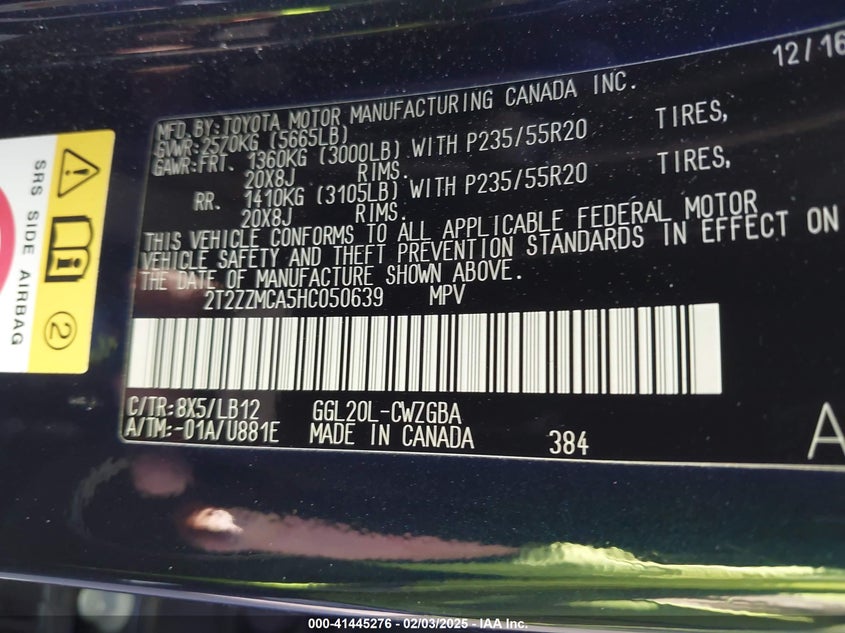 12/16
MFD.BY:TOYOTA MOTOR MANUFACTURING CANADA INC.
GVWR:2570KG (5665LB)
GAWR:FRT. 1360KG (3000LB) WITH P235/55R20 TIRES,
20X8J RIMS.
RR. 1410KG (3105LB) WITH P235/55R20 TIRES,
20X8J RIMS.
THIS VEHICLE CONFORMS TO ALL APPLICABLE FEDERAL MOTOR
VEHICLE SAFETY AND THEFT PREVENTION STANDARDS IN EFFECT ON
THE DATE OF MANUFACTURE SHOWN ABOVE.
2T2ZZMCA5HC050639 MPV
C/TR:8X5/LB12 GGL20L-CWZGBA
A/TM:-01A/U881E MADE IN CANADA 384
A
SRS SIDE AIRBAG
2
000-41445276 - 02/03/2025 - IAA Inc.